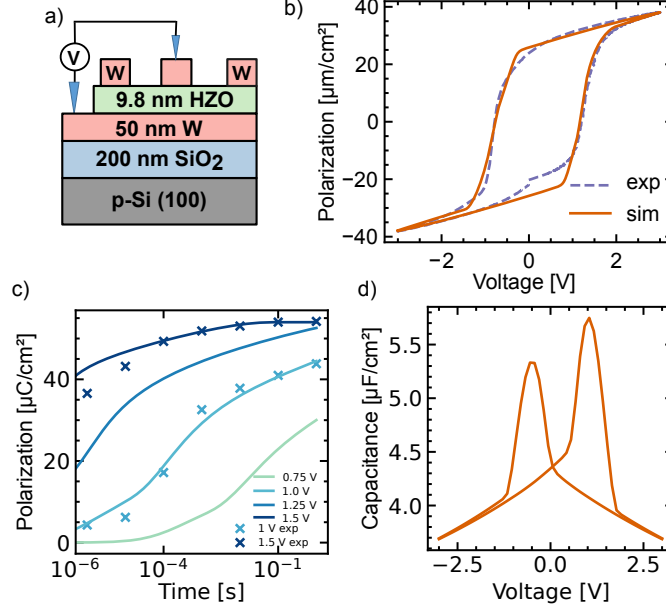 a)
V
W W
9.8 nm HZO
50 nm W
200 nm SiO₂
p-Si (100)
b)
Polarization [μm/cm²]
40
20
0
−20
−40
−2 0 2
Voltage [V]
exp
sim
c)
Polarization [μC/cm²]
40
20
0
10⁻⁶ 10⁻⁴ 10⁻¹
Time [s]
0.75 V
1.0 V
1.25 V
1.5 V
1 V exp
1.5 V exp
d)
Capacitance [μF/cm²]
5.5
5.0
4.5
4.0
−2.5 0.0 2.5
Voltage [V]